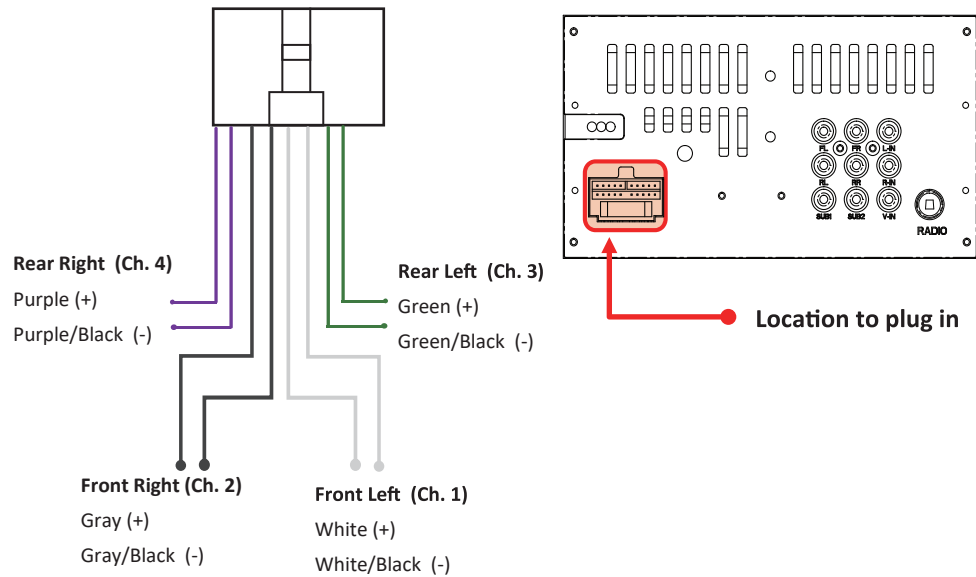 Rear Right (Ch. 4)
Purple (+)
Purple/Black (-)
Rear Left (Ch. 3)
Green (+)
Green/Black (-)
Front Right (Ch. 2)
Gray (+)
Gray/Black (-)
Front Left (Ch. 1)
White (+)
White/Black (-)
FL FR L-IN
RL RR R-IN
SUB1 SUB2 V-IN
RADIO
Location to plug in